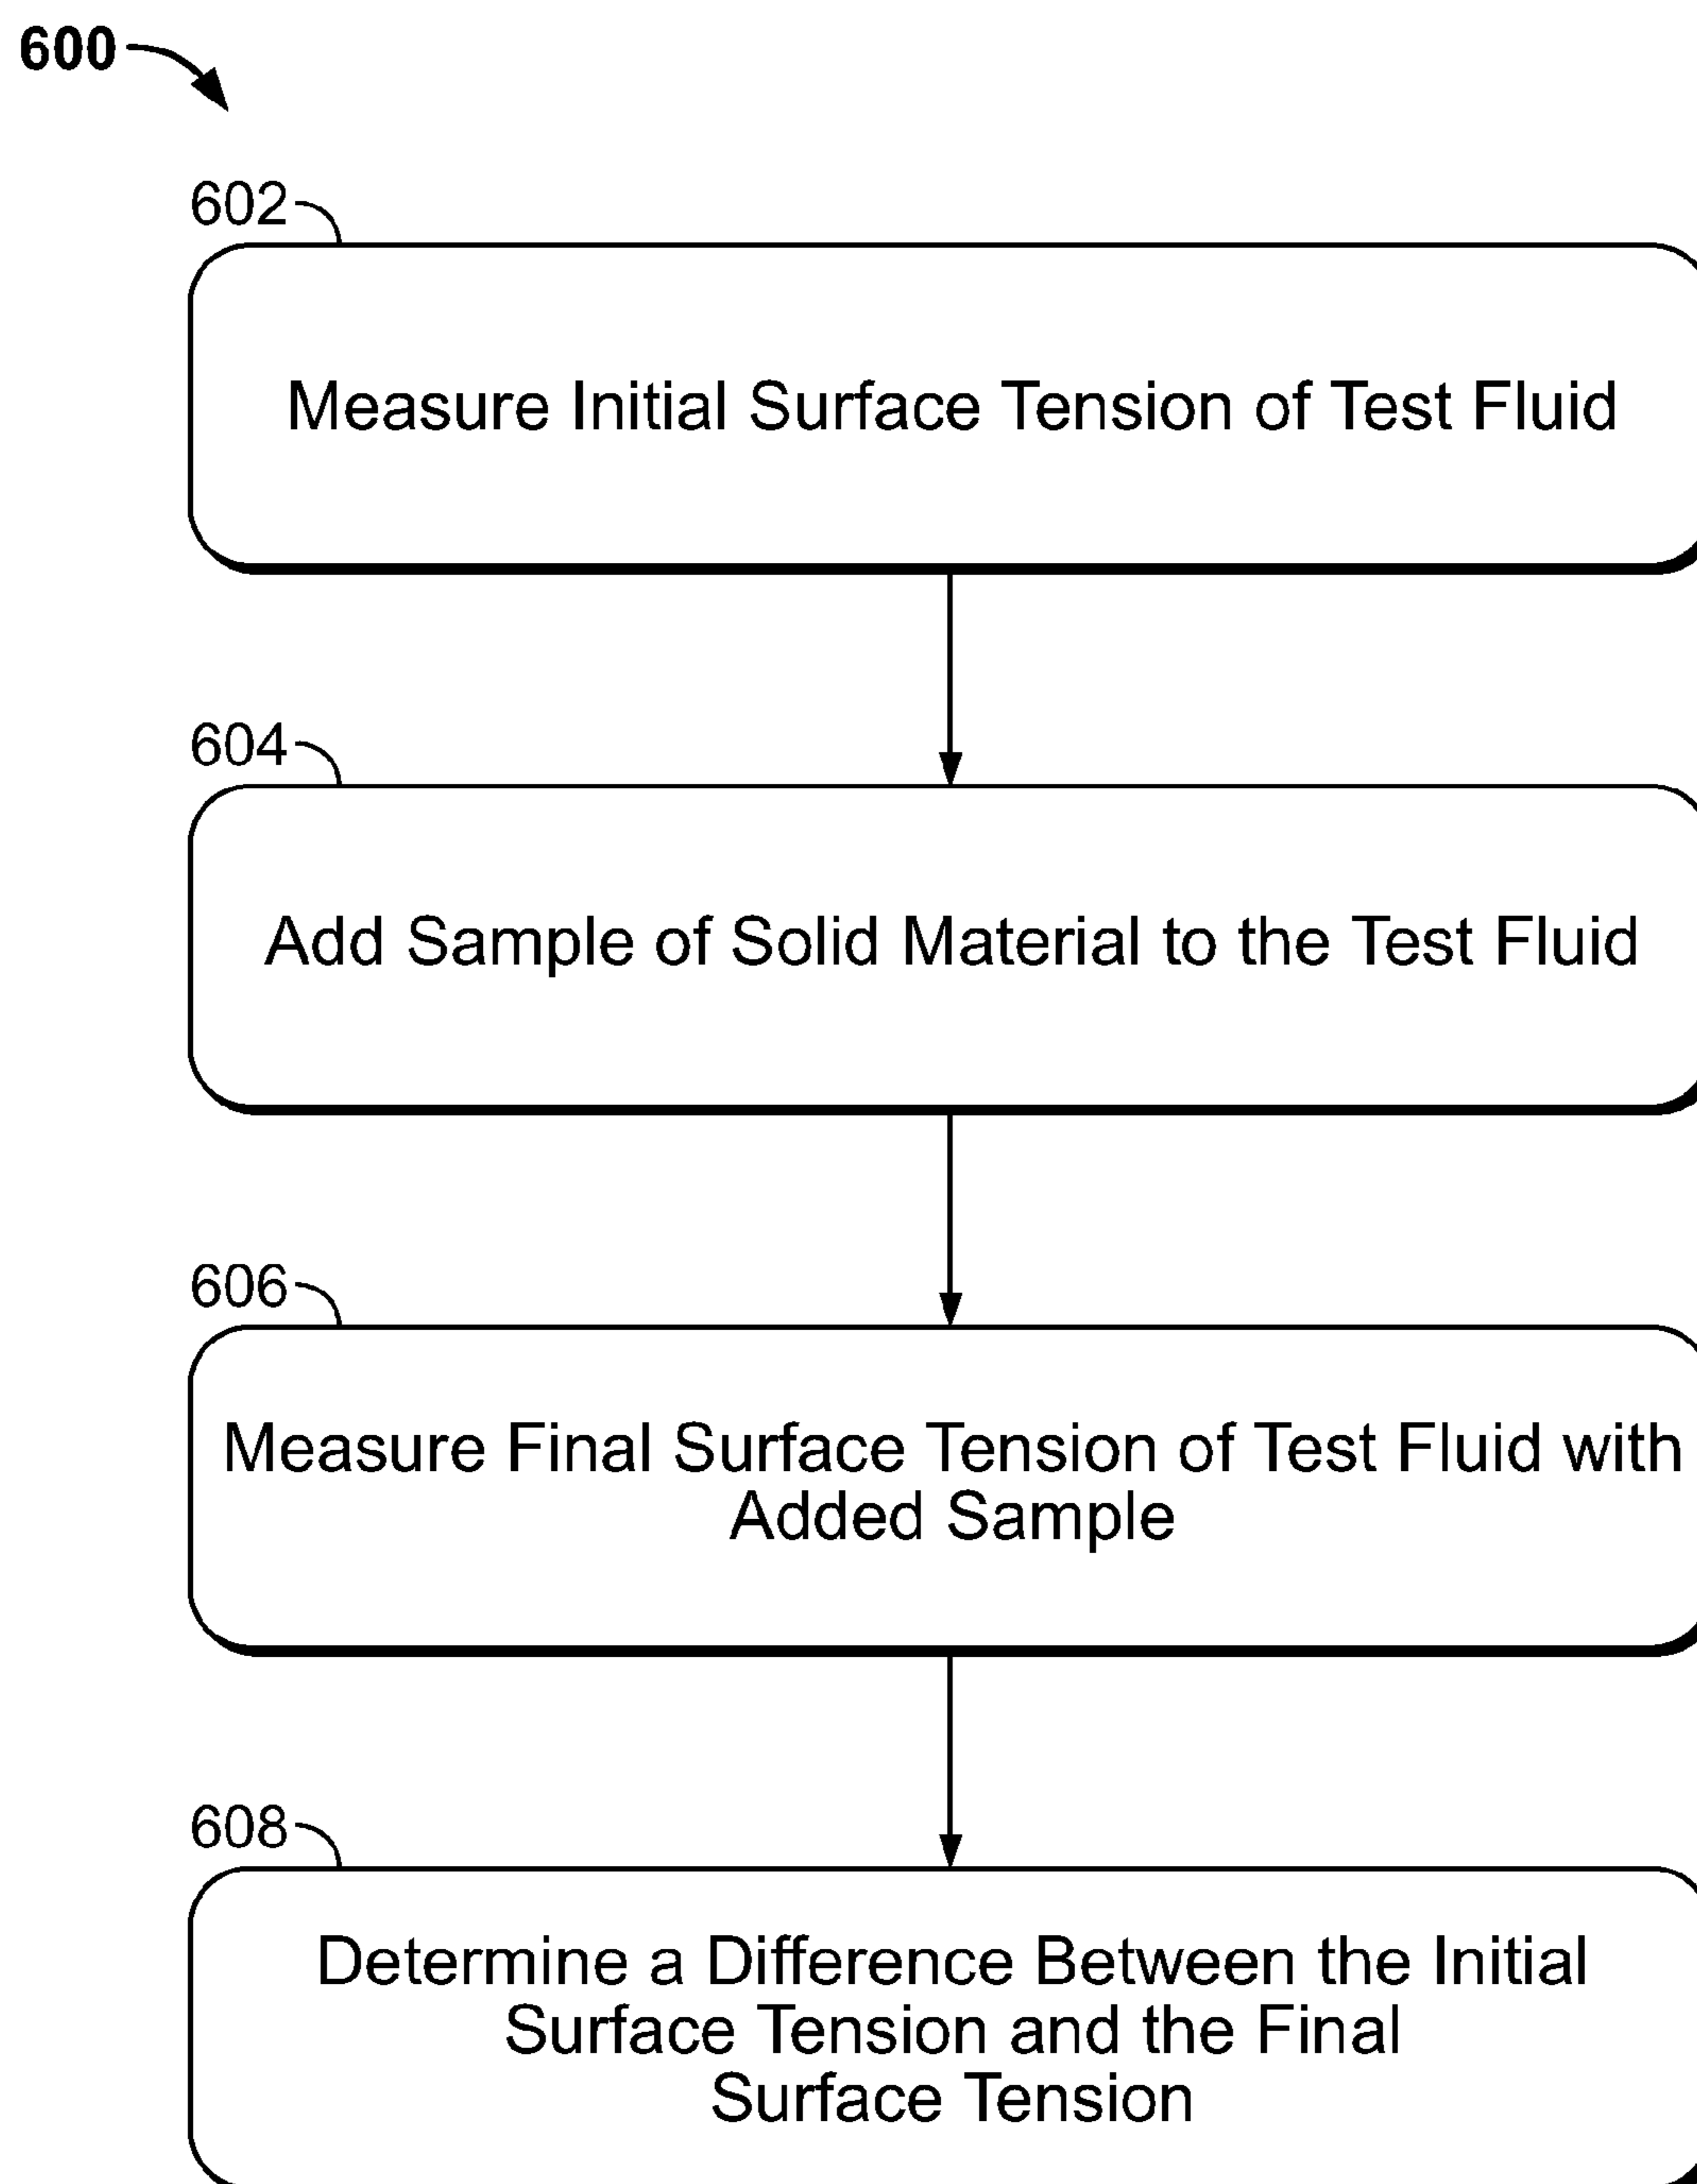 600
602
Measure Initial Surface Tension of Test Fluid
604
Add Sample of Solid Material to the Test Fluid
606
Measure Final Surface Tension of Test Fluid with
Added Sample
608
Determine a Difference Between the Initial
Surface Tension and the Final
Surface Tension